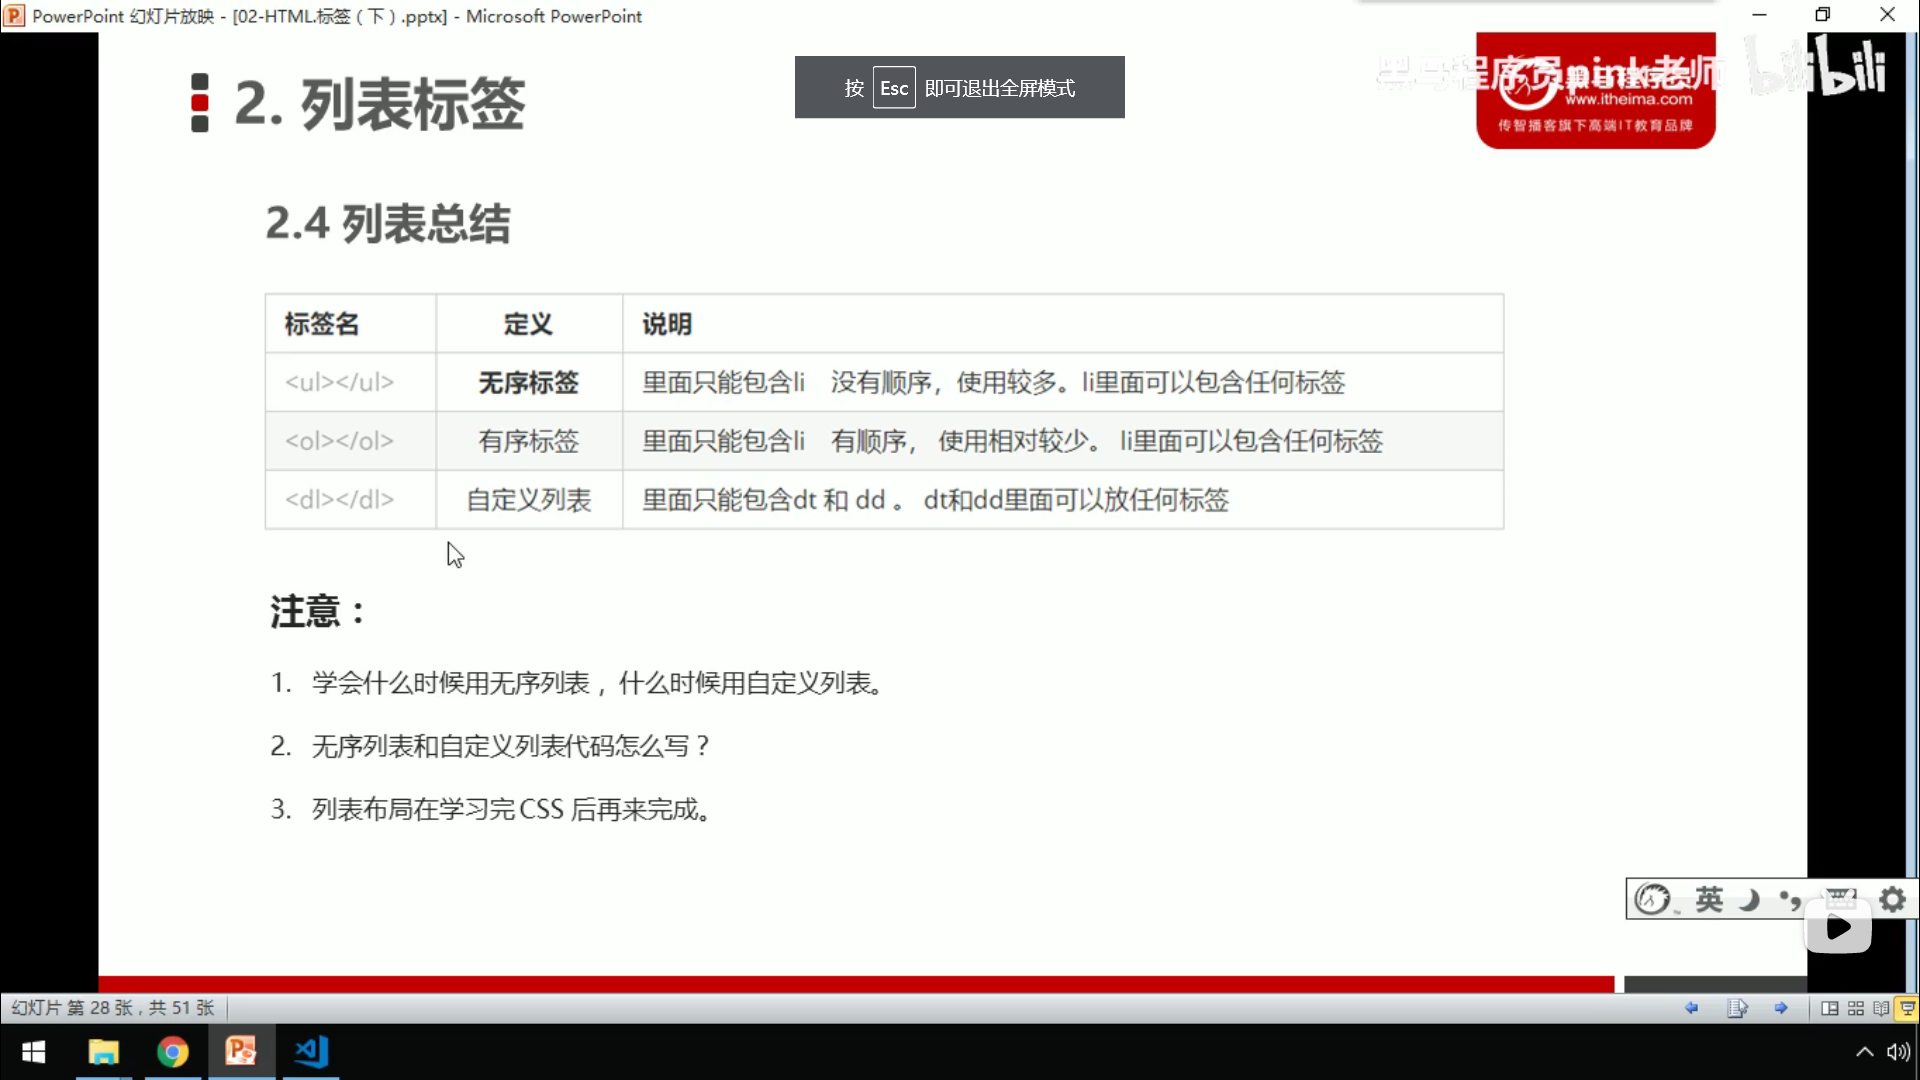 PowerPoint 幻灯片放映 - [02-HTML标签（下）.pptx] - Microsoft PowerPoint
按 Esc 即可退出全屏模式
黑马程序员pink老师
bilibili
www.itheima.com
传智播客旗下高端IT教育品牌
2. 列表标签
2.4 列表总结
标签名 定义 说明
<ul></ul> 无序标签 里面只能包含li 没有顺序，使用较多。li里面可以包含任何标签
<ol></ol> 有序标签 里面只能包含li 有顺序， 使用相对较少。 li里面可以包含任何标签
<dl></dl> 自定义列表 里面只能包含dt 和 dd 。 dt和dd里面可以放任何标签
注意：
1. 学会什么时候用无序列表，什么时候用自定义列表。
2. 无序列表和自定义列表代码怎么写？
3. 列表布局在学习完 CSS 后再来完成。
英
幻灯片 第 28 张，共 51 张